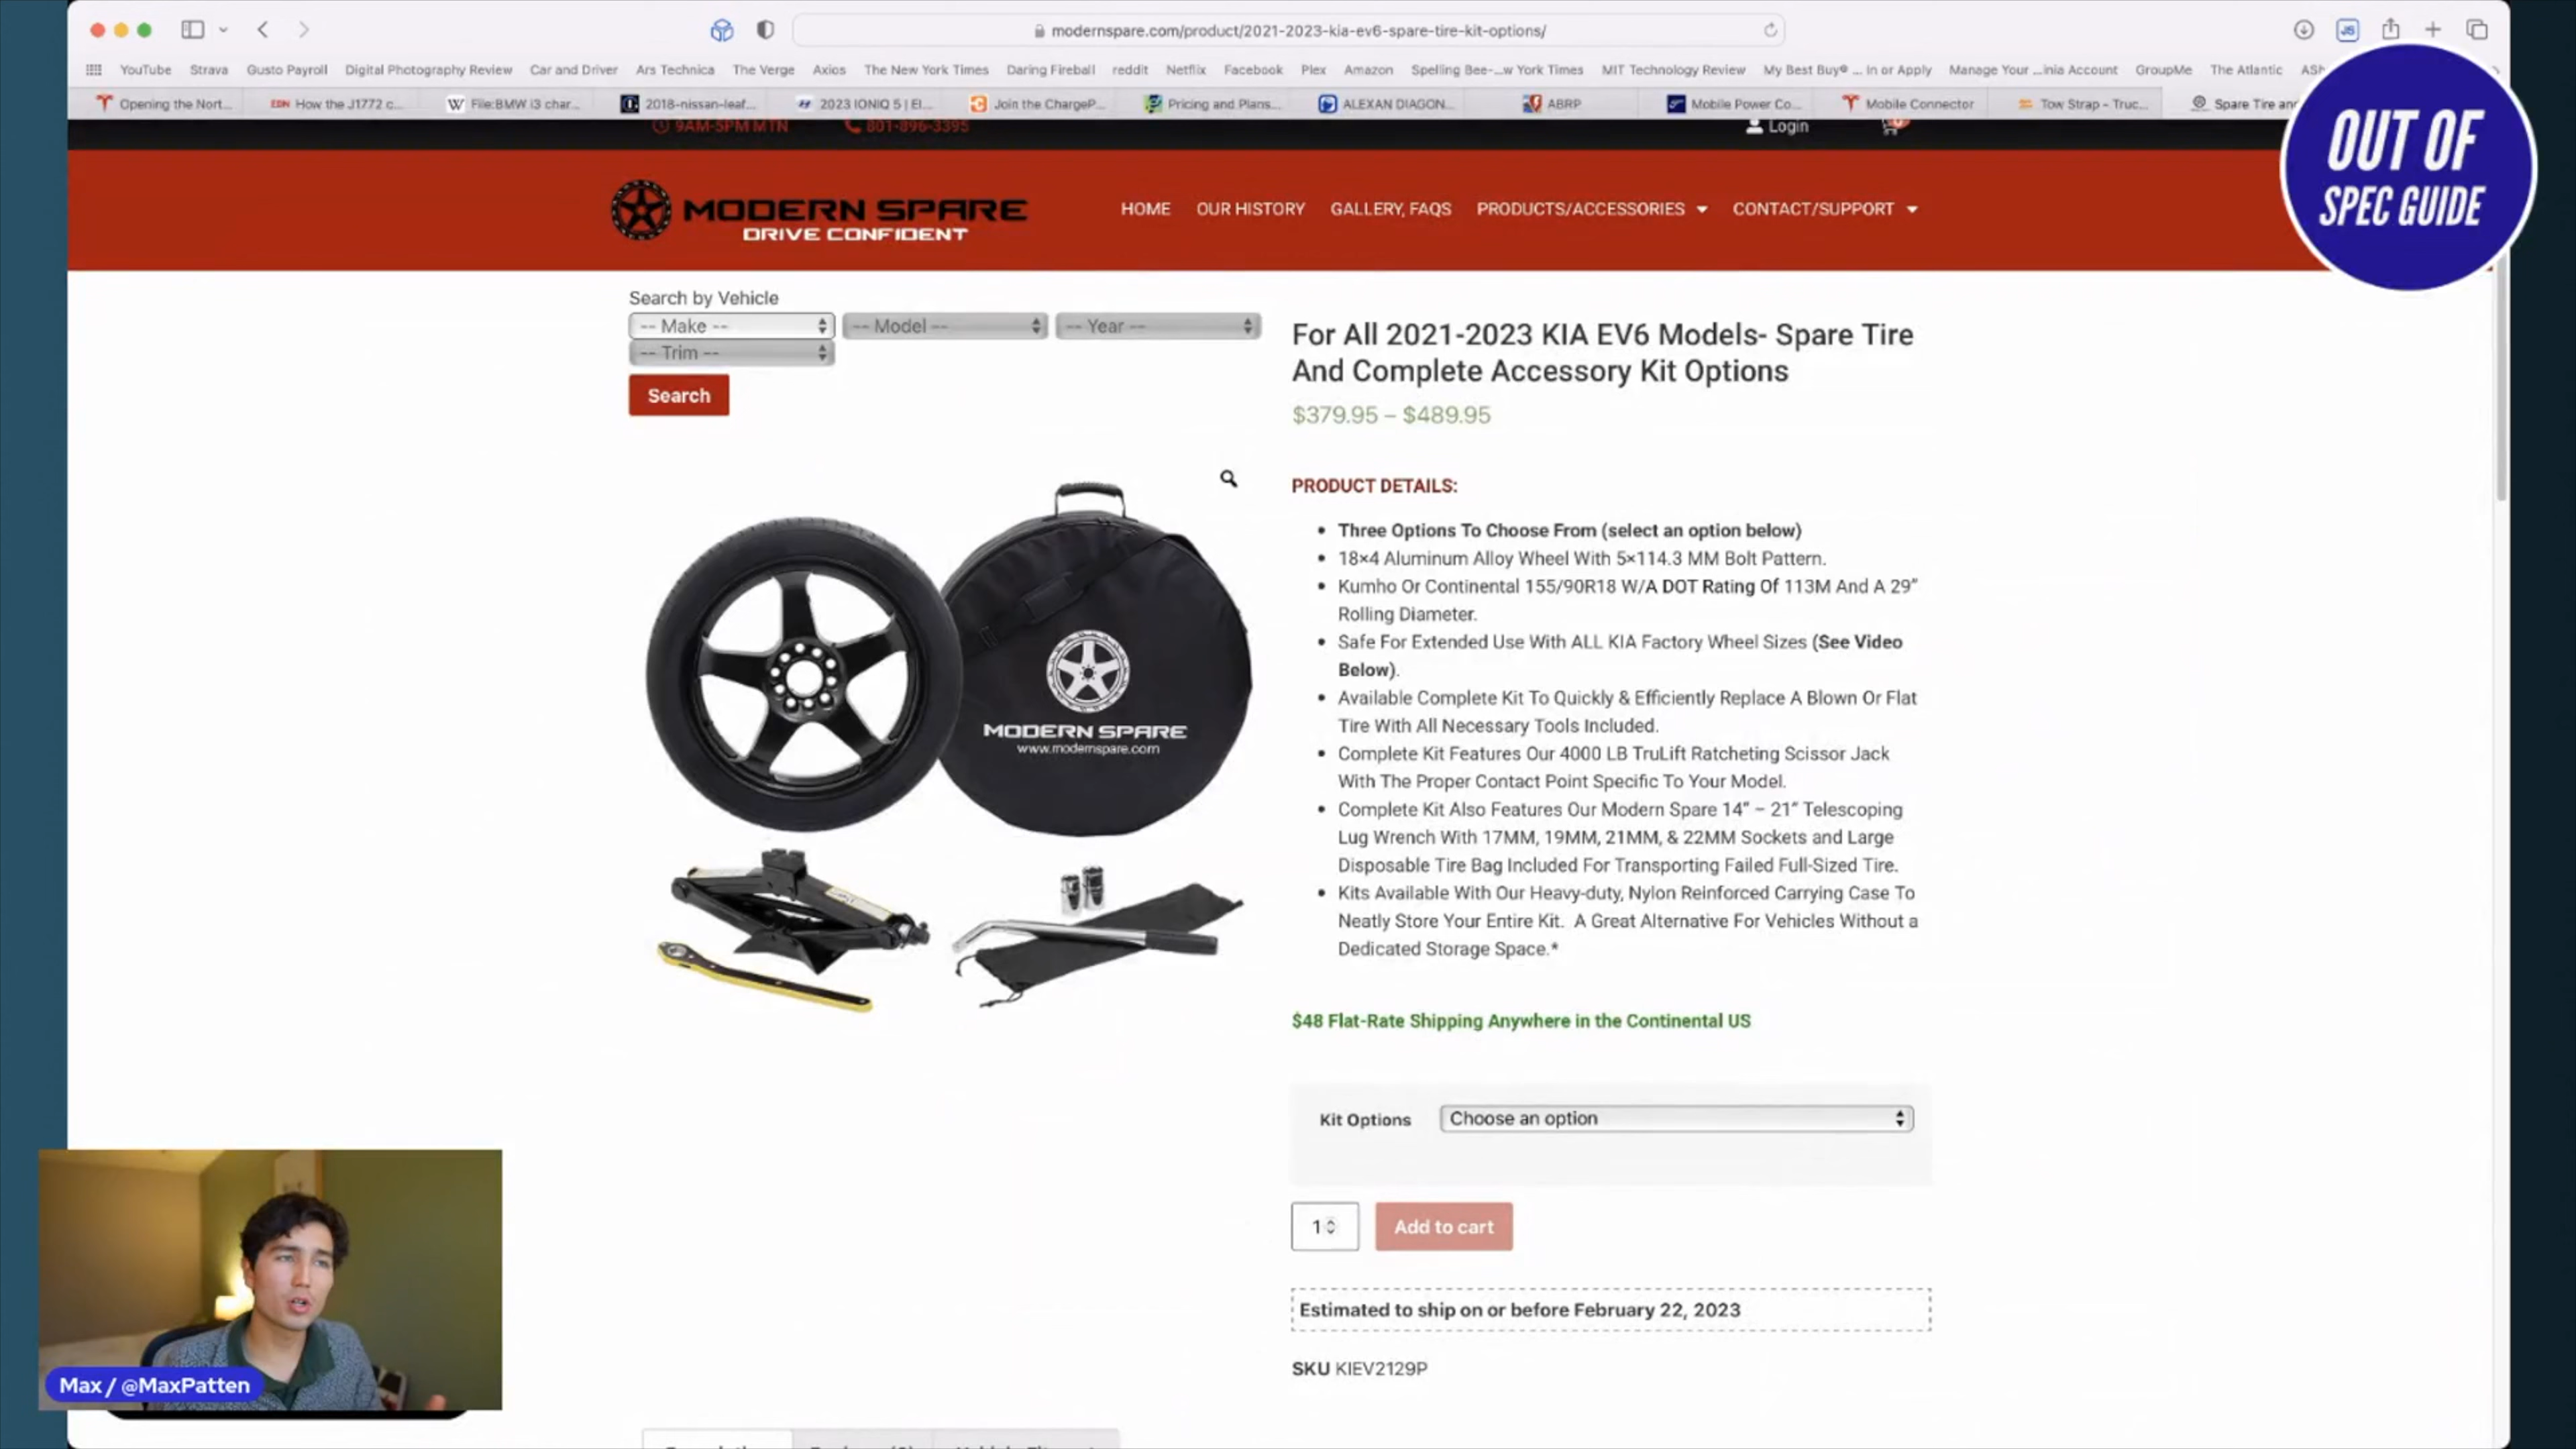 modernspare.com/product/2021-2023-kia-ev6-spare-tire-kit-options/
YouTube Strava Gusto Payroll Digital Photography Review Car and Driver Ars Technica The Verge Axios The New York Times Daring Fireball reddit Netflix Facebook Plex Amazon Spelling Bee-...w York Times MIT Technology Review My Best Buy® ... In or Apply Manage Your ...inia Account GroupMe The Atlantic
Opening the Nort... EDN How the J1772 c... W File:BMW i3 char... 2018-nissan-leaf... 2023 IONIQ 5 | El... Join the ChargeP... Pricing and Plans... ALEXAN DIAGON... ABRP Mobile Power Co... Mobile Connector Tow Strap - Truc... Spare Tire an
9AM-5PM MTN 801-896-3395 Login
OUT OF
SPEC GUIDE
MODERN SPARE
DRIVE CONFIDENT
HOME OUR HISTORY GALLERY, FAQS PRODUCTS/ACCESSORIES CONTACT/SUPPORT
Search by Vehicle
-- Make -- -- Model -- -- Year --
-- Trim --
Search
MODERN SPARE
www.modernspare.com
For All 2021-2023 KIA EV6 Models- Spare Tire
And Complete Accessory Kit Options
$379.95 – $489.95
PRODUCT DETAILS:
• Three Options To Choose From (select an option below)
• 18×4 Aluminum Alloy Wheel With 5×114.3 MM Bolt Pattern.
• Kumho Or Continental 155/90R18 W/A DOT Rating Of 113M And A 29”
Rolling Diameter.
• Safe For Extended Use With ALL KIA Factory Wheel Sizes (See Video
Below).
• Available Complete Kit To Quickly & Efficiently Replace A Blown Or Flat
Tire With All Necessary Tools Included.
• Complete Kit Features Our 4000 LB TruLift Ratcheting Scissor Jack
With The Proper Contact Point Specific To Your Model.
• Complete Kit Also Features Our Modern Spare 14” – 21” Telescoping
Lug Wrench With 17MM, 19MM, 21MM, & 22MM Sockets and Large
Disposable Tire Bag Included For Transporting Failed Full-Sized Tire.
• Kits Available With Our Heavy-duty, Nylon Reinforced Carrying Case To
Neatly Store Your Entire Kit. A Great Alternative For Vehicles Without a
Dedicated Storage Space.*
$48 Flat-Rate Shipping Anywhere in the Continental US
Kit Options Choose an option
1 Add to cart
Estimated to ship on or before February 22, 2023
SKU KIEV2129P
Max / @MaxPatten